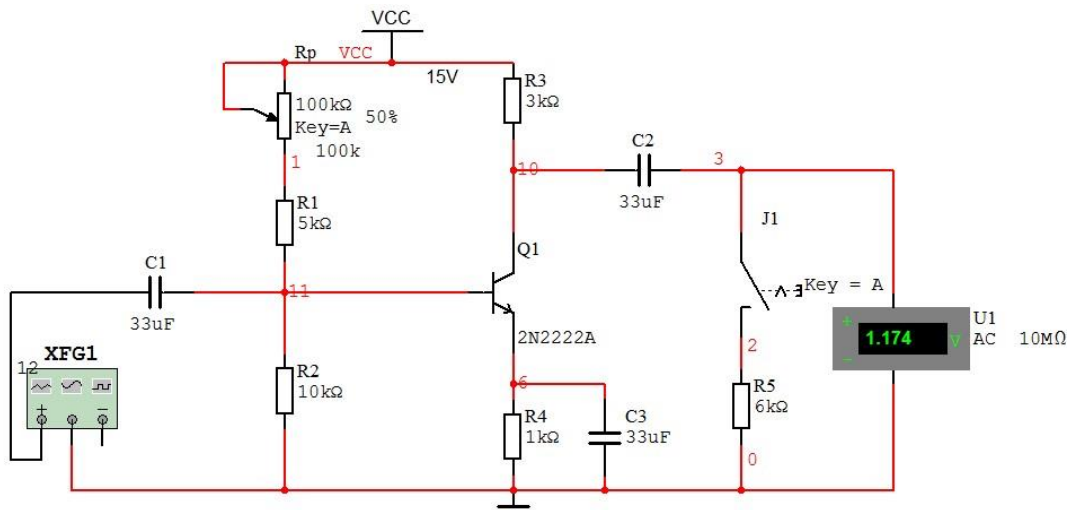 VCC
Rp
VCC
15V
R3
3kΩ
100kΩ
50%
Key=A
100k
C2
3
1
10
33uF
J1
R1
5kΩ
Q1
C1
11
Key = A
33uF
2N2222A
U1
+
1.174
V
AC 10MΩ
−
XFG1
12
2
6
R2
10kΩ
R5
6kΩ
+
−
R4
1kΩ
C3
33uF
0